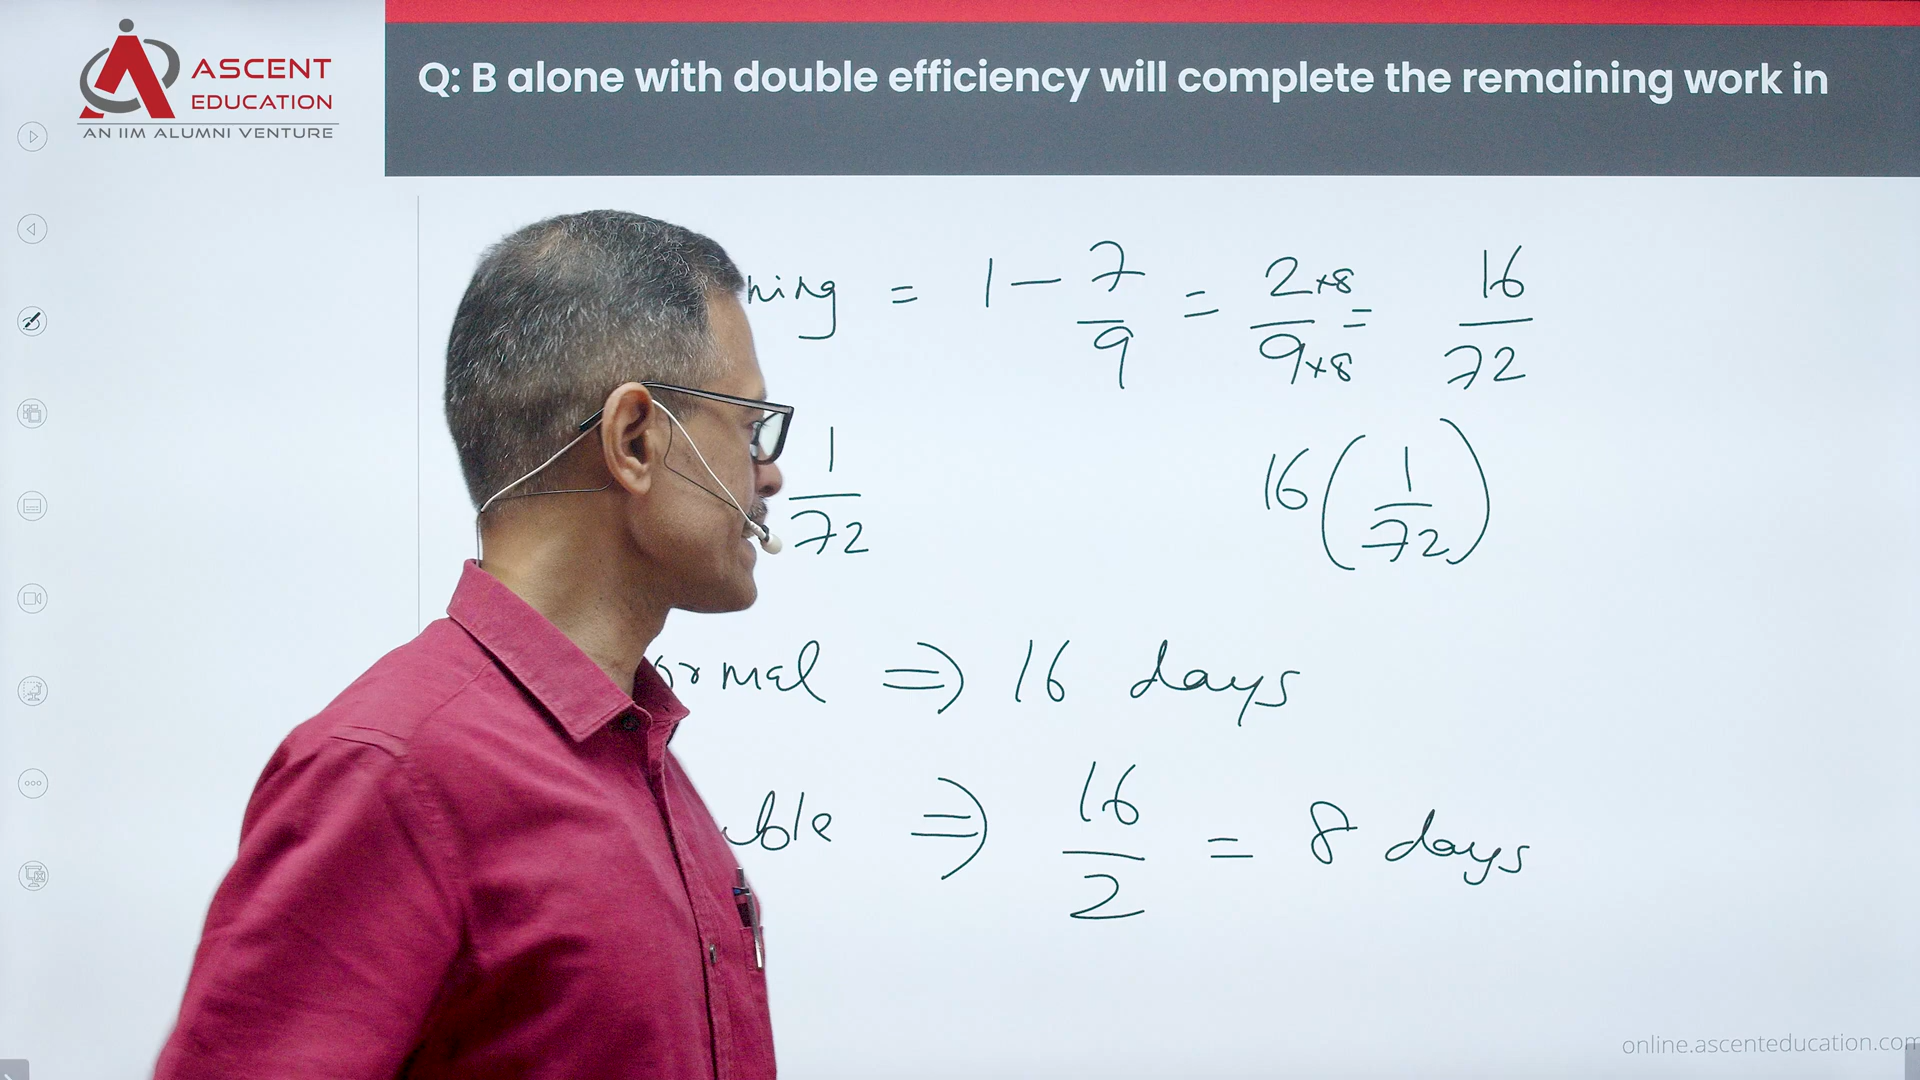 ASCENT
EDUCATION
AN IIM ALUMNI VENTURE
Q: B alone with double efficiency will complete the remaining work in
ning = 1 - 7/9 = 2×8/9×8 = 16/72
1/72 16(1/72)
ormal ⇒ 16 days
uble ⇒ 16/2 = 8 days
online.ascenteducation.com